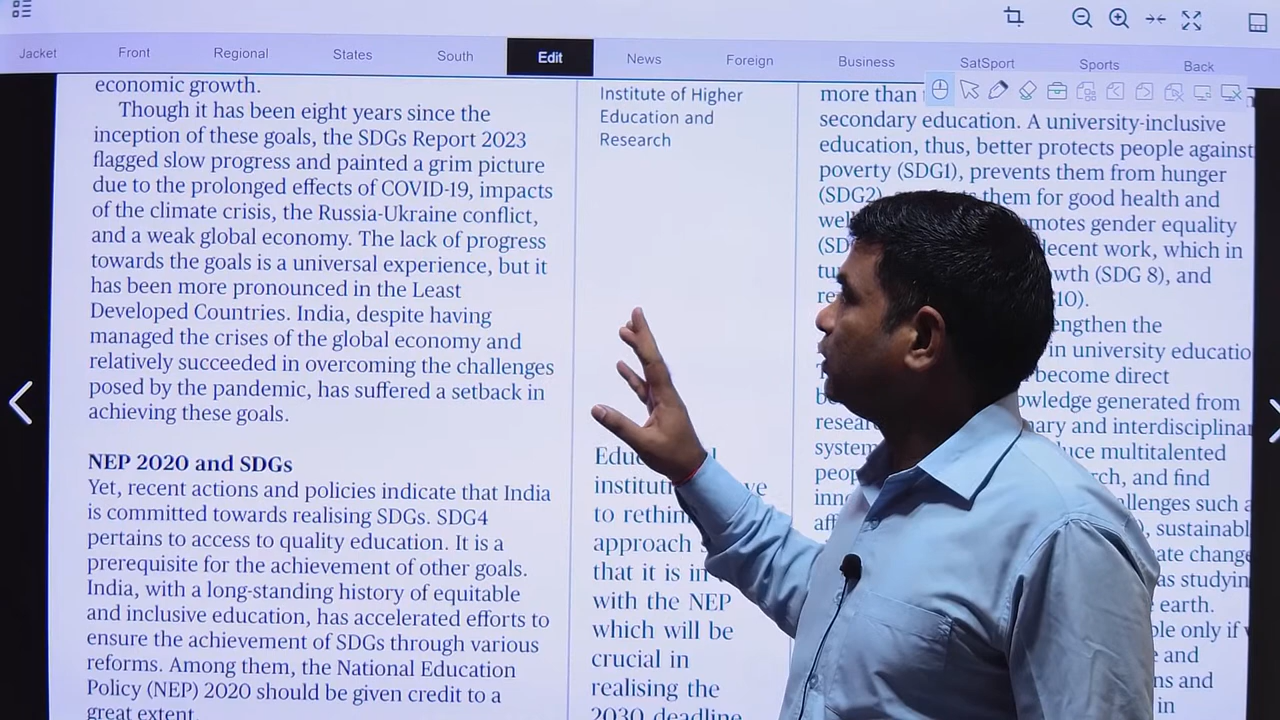 Jacket Front Regional States South Edit News Foreign Business SatSport Sports Back
economic growth.
Though it has been eight years since the
inception of these goals, the SDGs Report 2023
flagged slow progress and painted a grim picture
due to the prolonged effects of COVID-19, impacts
of the climate crisis, the Russia-Ukraine conflict,
and a weak global economy. The lack of progress
towards the goals is a universal experience, but it
has been more pronounced in the Least
Developed Countries. India, despite having
managed the crises of the global economy and
relatively succeeded in overcoming the challenges
posed by the pandemic, has suffered a setback in
achieving these goals.
NEP 2020 and SDGs
Yet, recent actions and policies indicate that India
is committed towards realising SDGs. SDG4
pertains to access to quality education. It is a
prerequisite for the achievement of other goals.
India, with a long-standing history of equitable
and inclusive education, has accelerated efforts to
ensure the achievement of SDGs through various
reforms. Among them, the National Education
Policy (NEP) 2020 should be given credit to a
great extent.
Institute of Higher
Education and
Research
to rethin
approach
that it is in
with the NEP
which will be
crucial in
realising the
2030 deadline
more than
secondary education. A university-inclusive
education, thus, better protects people against
poverty (SDG1), prevents them from hunger
(SDG2), them for good health and
gender equality
decent work, which in
(SDG 8), and
the
in university
become direct
knowledge generated from
and
system
multitalented
and find
such
sustainabl
change
as
earth.
only if
and
and
in